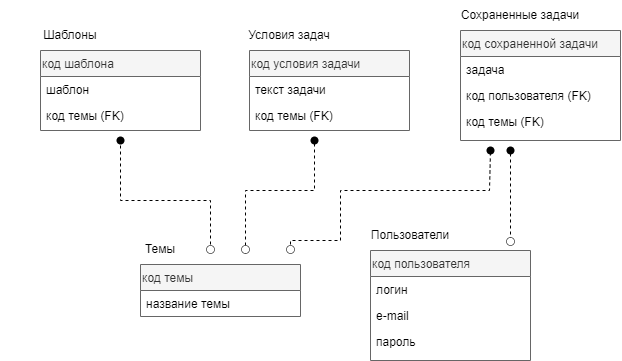 Шаблоны
код шаблона
шаблон
код темы (FK)
Условия задач
код условия задачи
текст задачи
код темы (FK)
Сохраненные задачи
код сохраненной задачи
задача
код пользователя (FK)
код темы (FK)
Темы
код темы
название темы
Пользователи
код пользователя
логин
e-mail
пароль